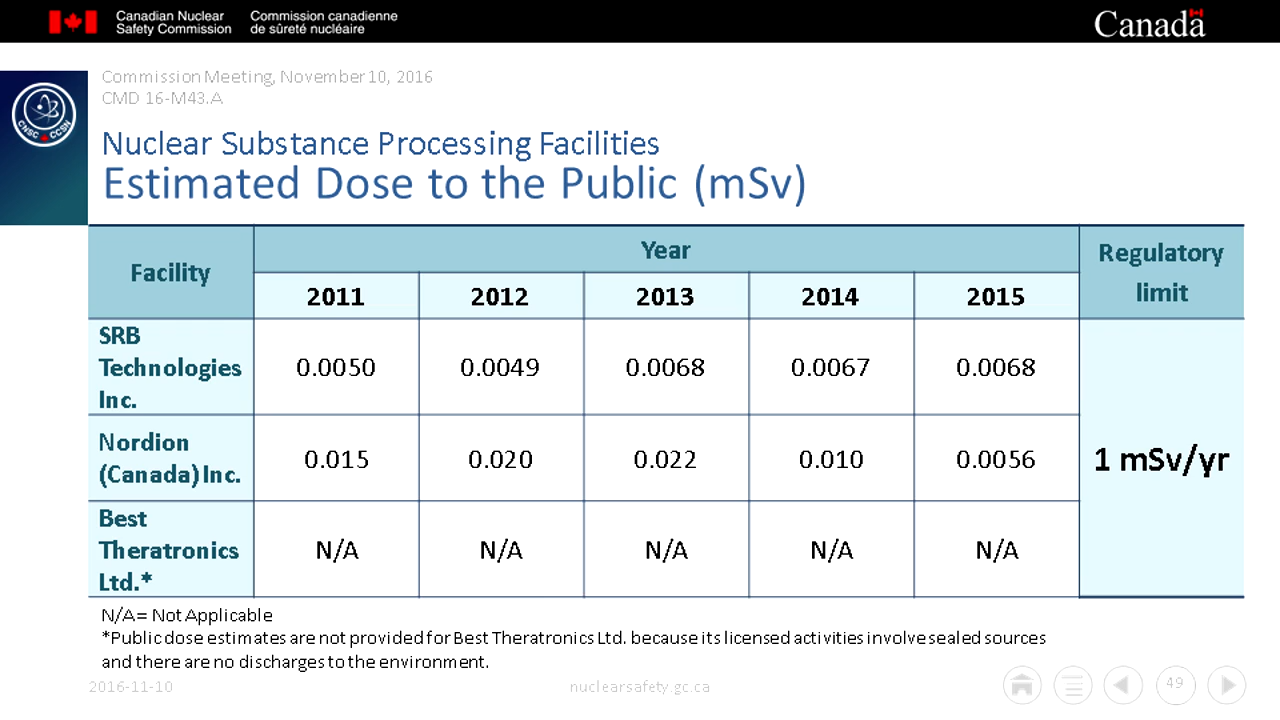 Canadian Nuclear Safety Commission
Commission canadienne de sûreté nucléaire
Canada
Commission Meeting, November 10, 2016
CMD 16-M43.A
CNSC CCSN
Nuclear Substance Processing Facilities
Estimated Dose to the Public (mSv)
Facility Year Regulatory limit
2011 2012 2013 2014 2015
SRB Technologies Inc. 0.0050 0.0049 0.0068 0.0067 0.0068
Nordion (Canada) Inc. 0.015 0.020 0.022 0.010 0.0056
1 mSv/yr
Best Theratronics Ltd.* N/A N/A N/A N/A N/A
N/A = Not Applicable
*Public dose estimates are not provided for Best Theratronics Ltd. because its licensed activities involve sealed sources
and there are no discharges to the environment.
2016-11-10 nuclearsafety.gc.ca 49